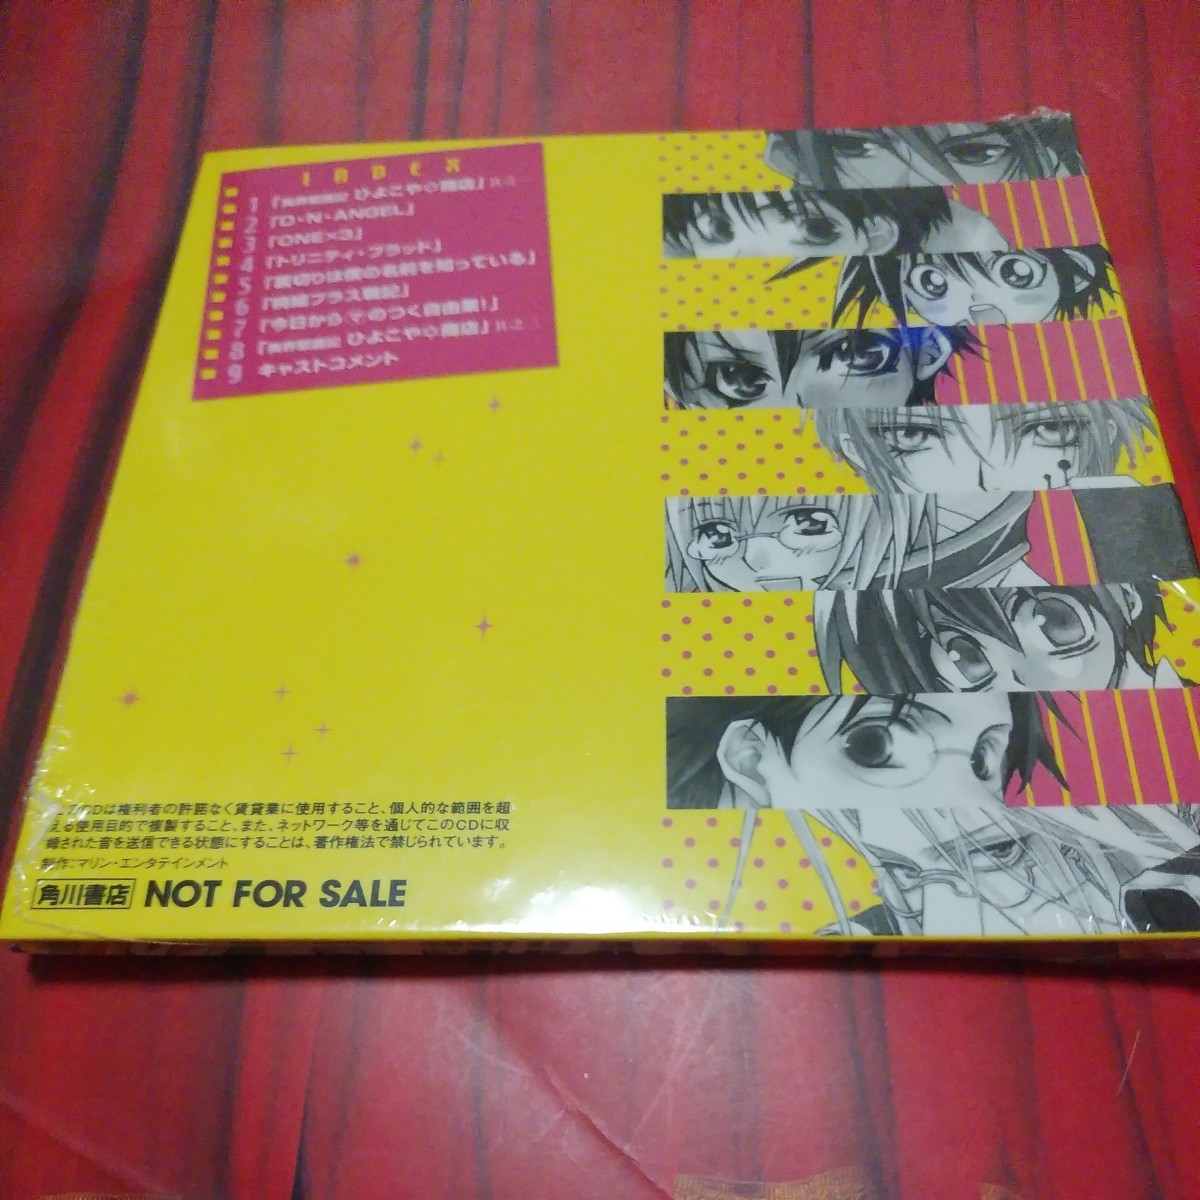 INDEX
1 『 ひよこや 商店』其之
2 『D・N・ANGEL』
3 『ONE×3』
4 『トリニティ・ブラッド』
5 『裏切りは僕の名前を知っている』
6 プラス戦記』
7 『今日からマのつく自由業!』
8 『 ひよこや 商店』其之二
9 キャストコメント
CDは権利者の許諾なく賃貸業に使用すること、個人的な範囲を超
える使用目的で複製すること、また、ネットワーク等を通じてこのCDに収
録された音を送信できる状態にすることは、著作権法で禁じられています。
制作:マリン・エンタテインメント
角川書店 NOT FOR SALE